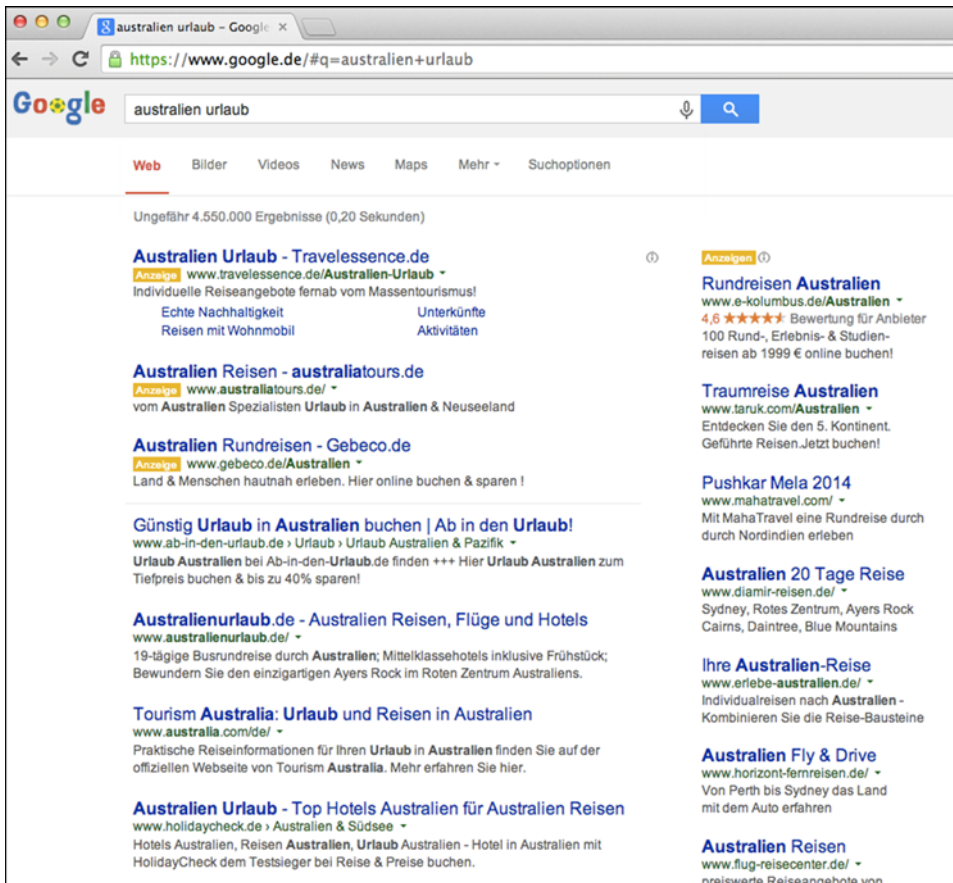 australien urlaub – Google
https://www.google.de/#q=australien+urlaub
Google
australien urlaub
Web Bilder Videos News Maps Mehr Suchoptionen
Ungefähr 4.550.000 Ergebnisse (0,20 Sekunden)
Australien Urlaub - Travelessence.de
Anzeige www.travelessence.de/Australien-Urlaub
Individuelle Reiseangebote fernab vom Massentourismus!
Echte Nachhaltigkeit Unterkünfte
Reisen mit Wohnmobil Aktivitäten
Australien Reisen - australiatours.de
Anzeige www.australiatours.de/
vom Australien Spezialisten Urlaub in Australien & Neuseeland
Australien Rundreisen - Gebeco.de
Anzeige www.gebeco.de/Australien
Land & Menschen hautnah erleben. Hier online buchen & sparen !
Günstig Urlaub in Australien buchen | Ab in den Urlaub!
www.ab-in-den-urlaub.de › Urlaub › Urlaub Australien & Pazifik
Urlaub Australien bei Ab-in-den-Urlaub.de finden +++ Hier Urlaub Australien zum
Tiefpreis buchen & bis zu 40% sparen!
Australienurlaub.de - Australien Reisen, Flüge und Hotels
www.australienurlaub.de/
19-tägige Busrundreise durch Australien; Mittelklassehotels inklusive Frühstück;
Bewundern Sie den einzigartigen Ayers Rock im Roten Zentrum Australiens.
Tourism Australia: Urlaub und Reisen in Australien
www.australia.com/de/
Praktische Reiseinformationen für Ihren Urlaub in Australien finden Sie auf der
offiziellen Webseite von Tourism Australia. Mehr erfahren Sie hier.
Australien Urlaub - Top Hotels Australien für Australien Reisen
www.holidaycheck.de › Australien & Südsee
Hotels Australien, Reisen Australien, Urlaub Australien - Hotel in Australien mit
HolidayCheck dem Testsieger bei Reise & Preise buchen.
Anzeigen
Rundreisen Australien
www.e-kolumbus.de/Australien
4,6 ★★★★★ Bewertung für Anbieter
100 Rund-, Erlebnis- & Studien-
reisen ab 1999 € online buchen!
Traumreise Australien
www.taruk.com/Australien
Entdecken Sie den 5. Kontinent.
Geführte Reisen.Jetzt buchen!
Pushkar Mela 2014
www.mahatravel.com/
Mit MahaTravel eine Rundreise durch
durch Nordindien erleben
Australien 20 Tage Reise
www.diamir-reisen.de/
Sydney, Rotes Zentrum, Ayers Rock
Cairns, Daintree, Blue Mountains
Ihre Australien-Reise
www.erlebe-australien.de/
Individualreisen nach Australien -
Kombinieren Sie die Reise-Bausteine
Australien Fly & Drive
www.horizont-fernreisen.de/
Von Perth bis Sydney das Land
mit dem Auto erfahren
Australien Reisen
www.flug-reisecenter.de/
preiswerte Reiseangebote von